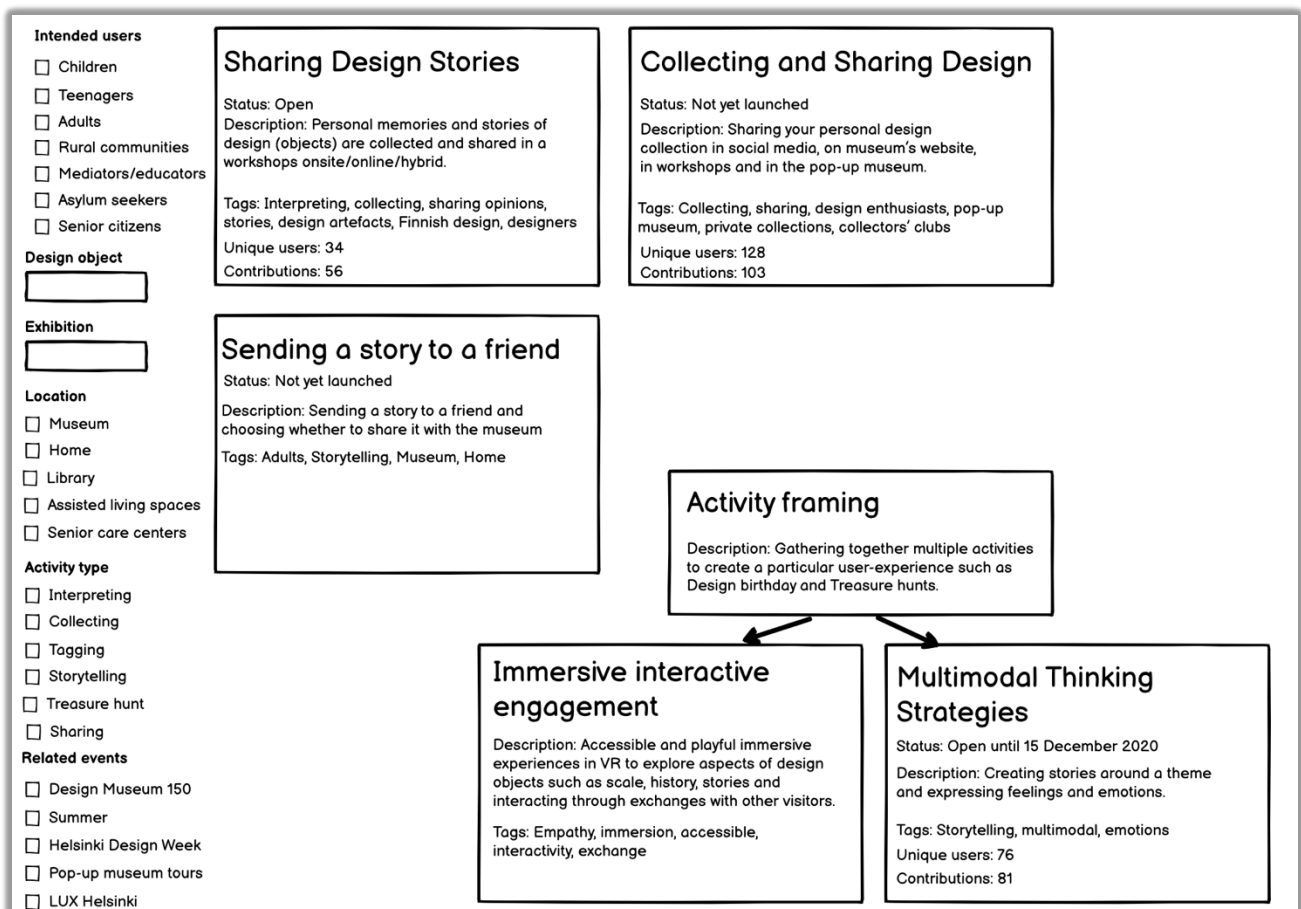 Intended users
Children
Teenagers
Adults
Rural communities
Mediators/educators
Asylum seekers
Senior citizens
Design object
Exhibition
Location
Museum
Home
Library
Assisted living spaces
Senior care centers
Activity type
Interpreting
Collecting
Tagging
Storytelling
Treasure hunt
Sharing
Related events
Design Museum 150
Summer
Helsinki Design Week
Pop-up museum tours
LUX Helsinki
Sharing Design Stories
Status: Open
Description: Personal memories and stories of
design (objects) are collected and shared in a
workshops onsite/online/hybrid.
Tags: Interpreting, collecting, sharing opinions,
stories, design artefacts, Finnish design, designers
Unique users: 34
Contributions: 56
Collecting and Sharing Design
Status: Not yet launched
Description: Sharing your personal design
collection in social media, on museum's website,
in workshops and in the pop-up museum.
Tags: Collecting, sharing, design enthusiasts, pop-up
museum, private collections, collectors' clubs
Unique users: 128
Contributions: 103
Sending a story to a friend
Status: Not yet launched
Description: Sending a story to a friend and
choosing whether to share it with the museum
Tags: Adults, Storytelling, Museum, Home
Activity framing
Description: Gathering together multiple activities
to create a particular user-experience such as
Design birthday and Treasure hunts.
Immersive interactive
engagement
Description: Accessible and playful immersive
experiences in VR to explore aspects of design
objects such as scale, history, stories and
interacting through exchanges with other visitors.
Tags: Empathy, immersion, accessible,
interactivity, exchange
Multimodal Thinking
Strategies
Status: Open until 15 December 2020
Description: Creating stories around a theme
and expressing feelings and emotions.
Tags: Storytelling, multimodal, emotions
Unique users: 76
Contributions: 81